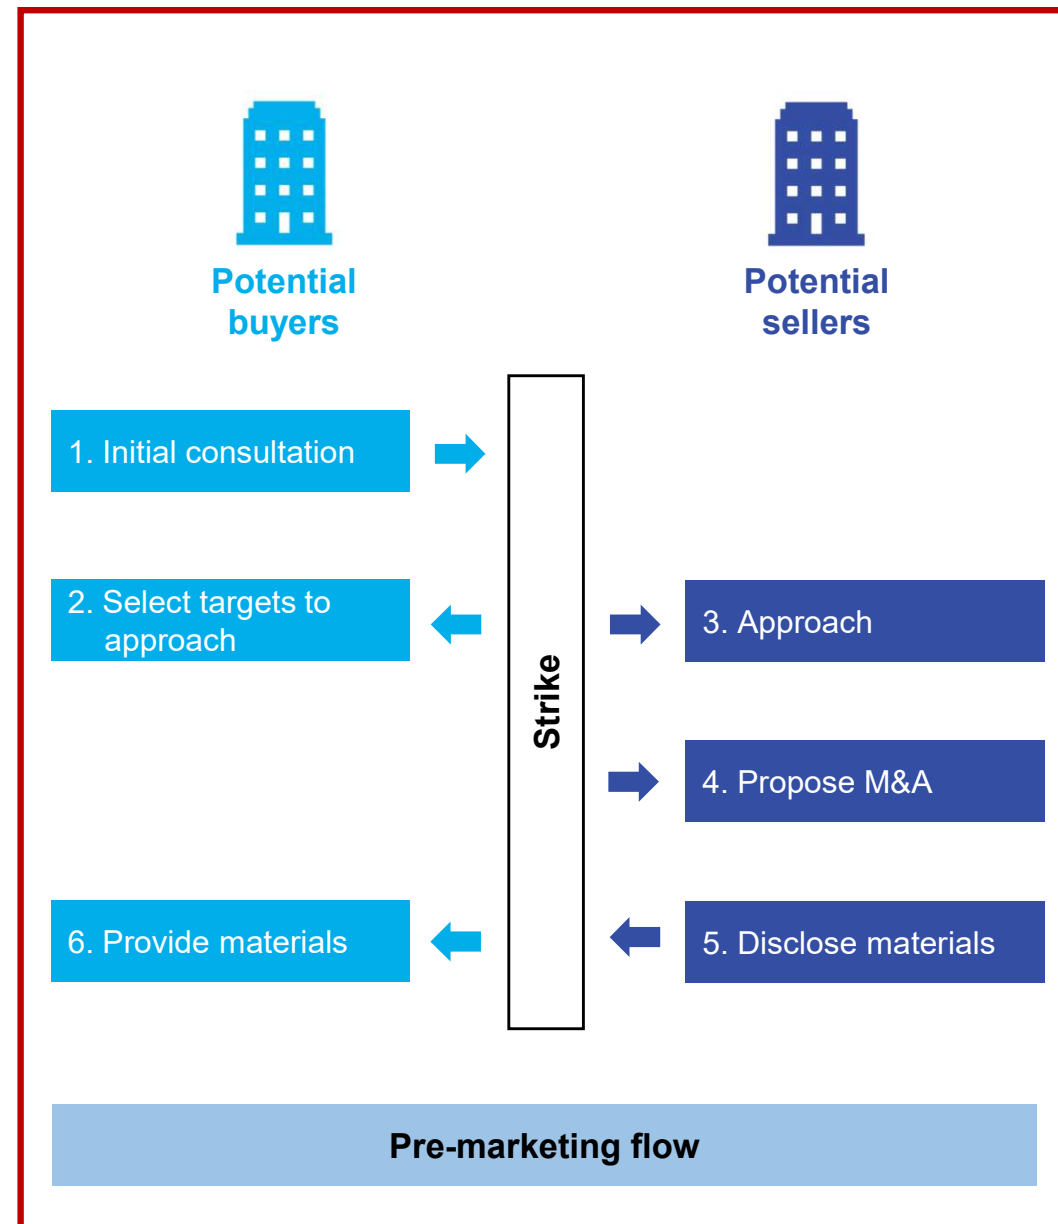 Potential
buyers
Potential
sellers
1. Initial consultation
2. Select targets to
approach
3. Approach
Strike
4. Propose M&A
6. Provide materials
5. Disclose materials
Pre-marketing flow